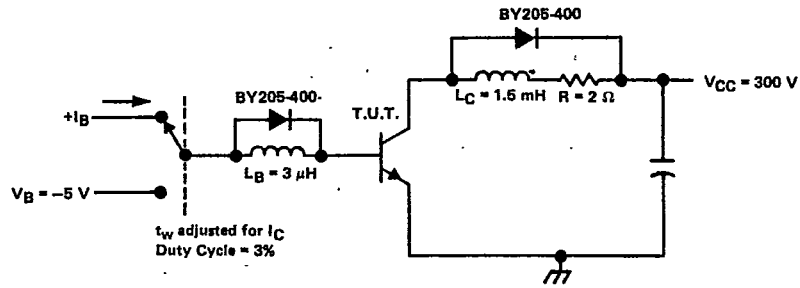 BY205-400
VCC = 300 V
LC = 1.5 mH R = 2 Ω
BY205-400
T.U.T.
+IB
LB = 3 μH
VB = −5 V
tw adjusted for IC
Duty Cycle = 3%